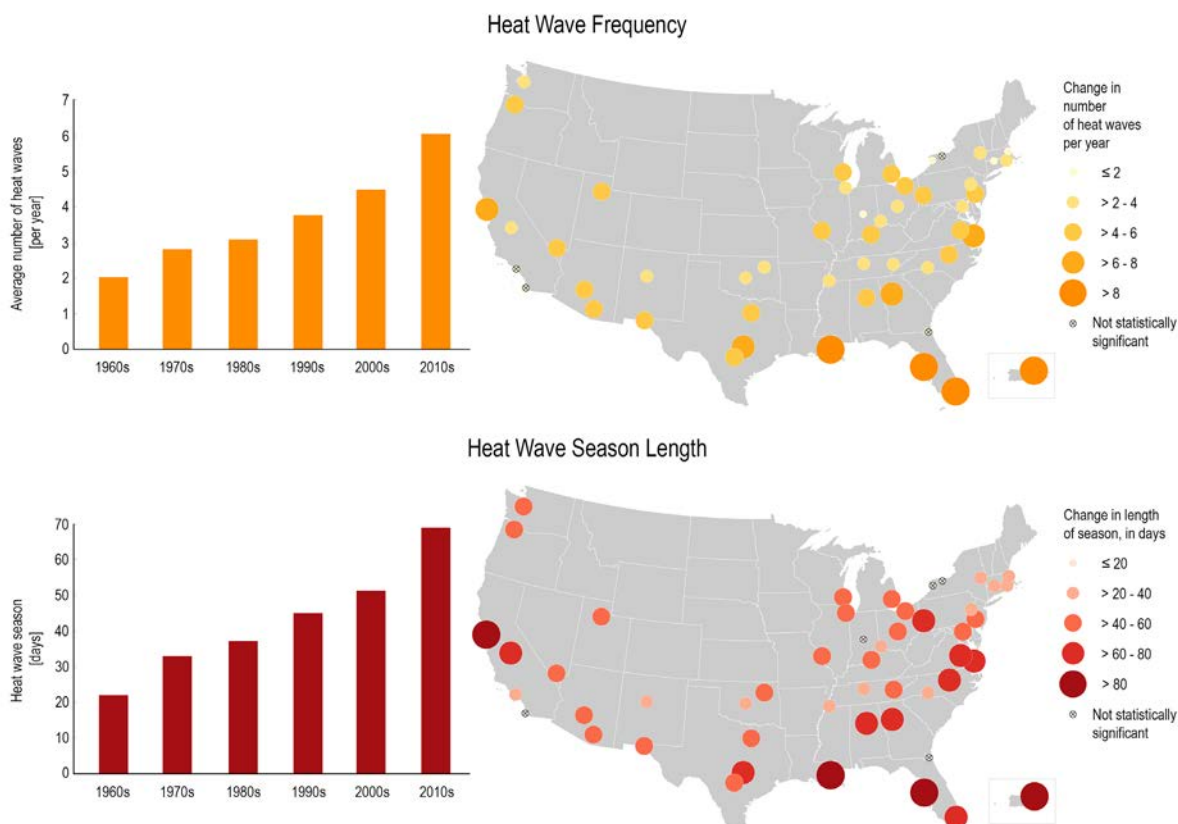 Heat Wave Frequency
Average number of heat waves
[per year]
7
6
5
4
3
2
1
0
1960s 1970s 1980s 1990s 2000s 2010s
Change in
number
of heat waves
per year
≤ 2
> 2 - 4
> 4 - 6
> 6 - 8
> 8
Not statistically
significant
Heat Wave Season Length
Heat wave season
[days]
70
60
50
40
30
20
10
0
1960s 1970s 1980s 1990s 2000s 2010s
Change in length
of season, in days
≤ 20
> 20 - 40
> 40 - 60
> 60 - 80
> 80
Not statistically
significant